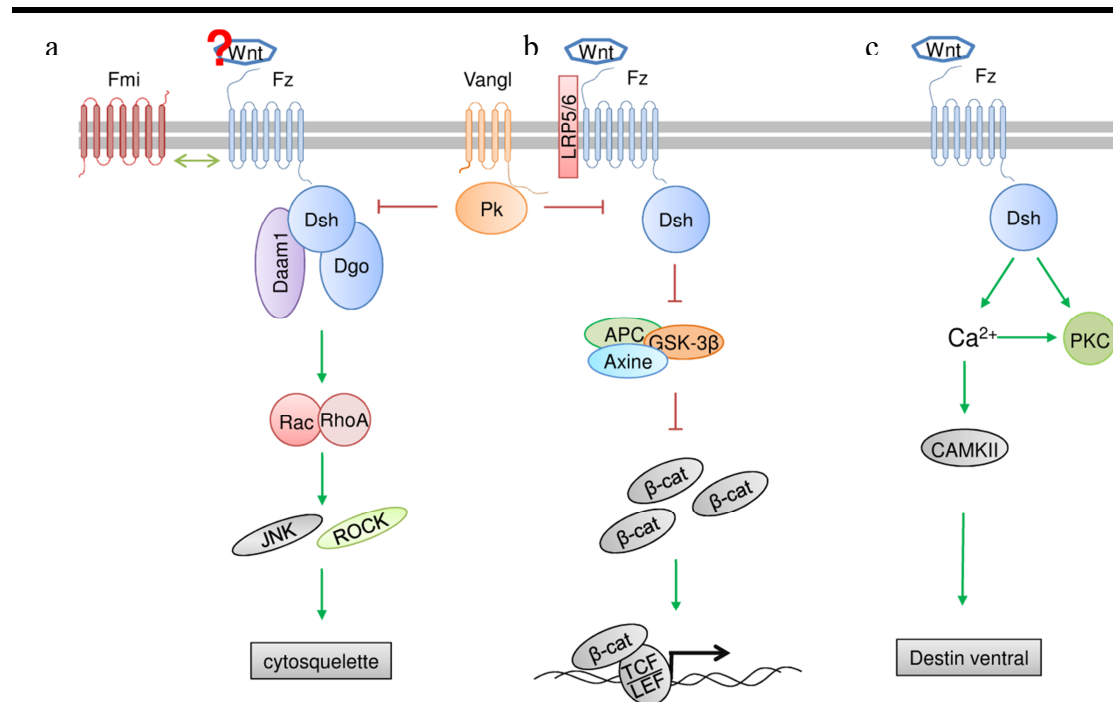 a
?
Wnt
Fmi
Fz
Vangl
b
Wnt
LRP5/6
Fz
c
Wnt
Fz
Daam1
Dsh
Dgo
Pk
Dsh
Dsh
APC
GSK-3β
Axine
Ca²⁺
PKC
Rac
RhoA
CAMKII
β-cat
β-cat
β-cat
JNK
ROCK
cytosquelette
β-cat
TCF
LEF
Destin ventral